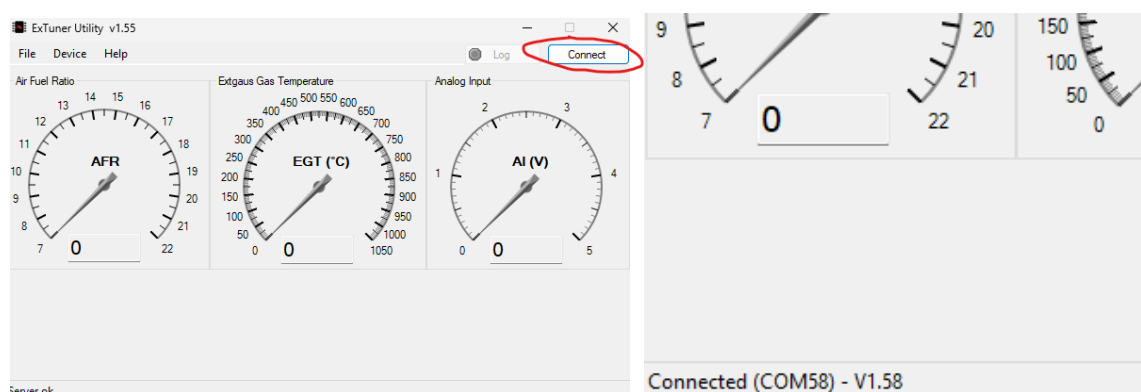 ExTuner Utility v1.55
File Device Help
Log
Connect
Air Fuel Ratio
7 8 9 10 11 12 13 14 15 16 17 18 19 20 21 22
AFR
0
Extgaus Gas Temperature
0 50 100 150 200 250 300 350 400 450 500 550 600 700 750 800 850 900 950 1000 1050
EGT (°C)
0
Analog Input
0 1 2 3 4 5
AI (V)
0
Server ok
9 8 7
20 21 22
0
150
100
50
0
Connected (COM58) - V1.58